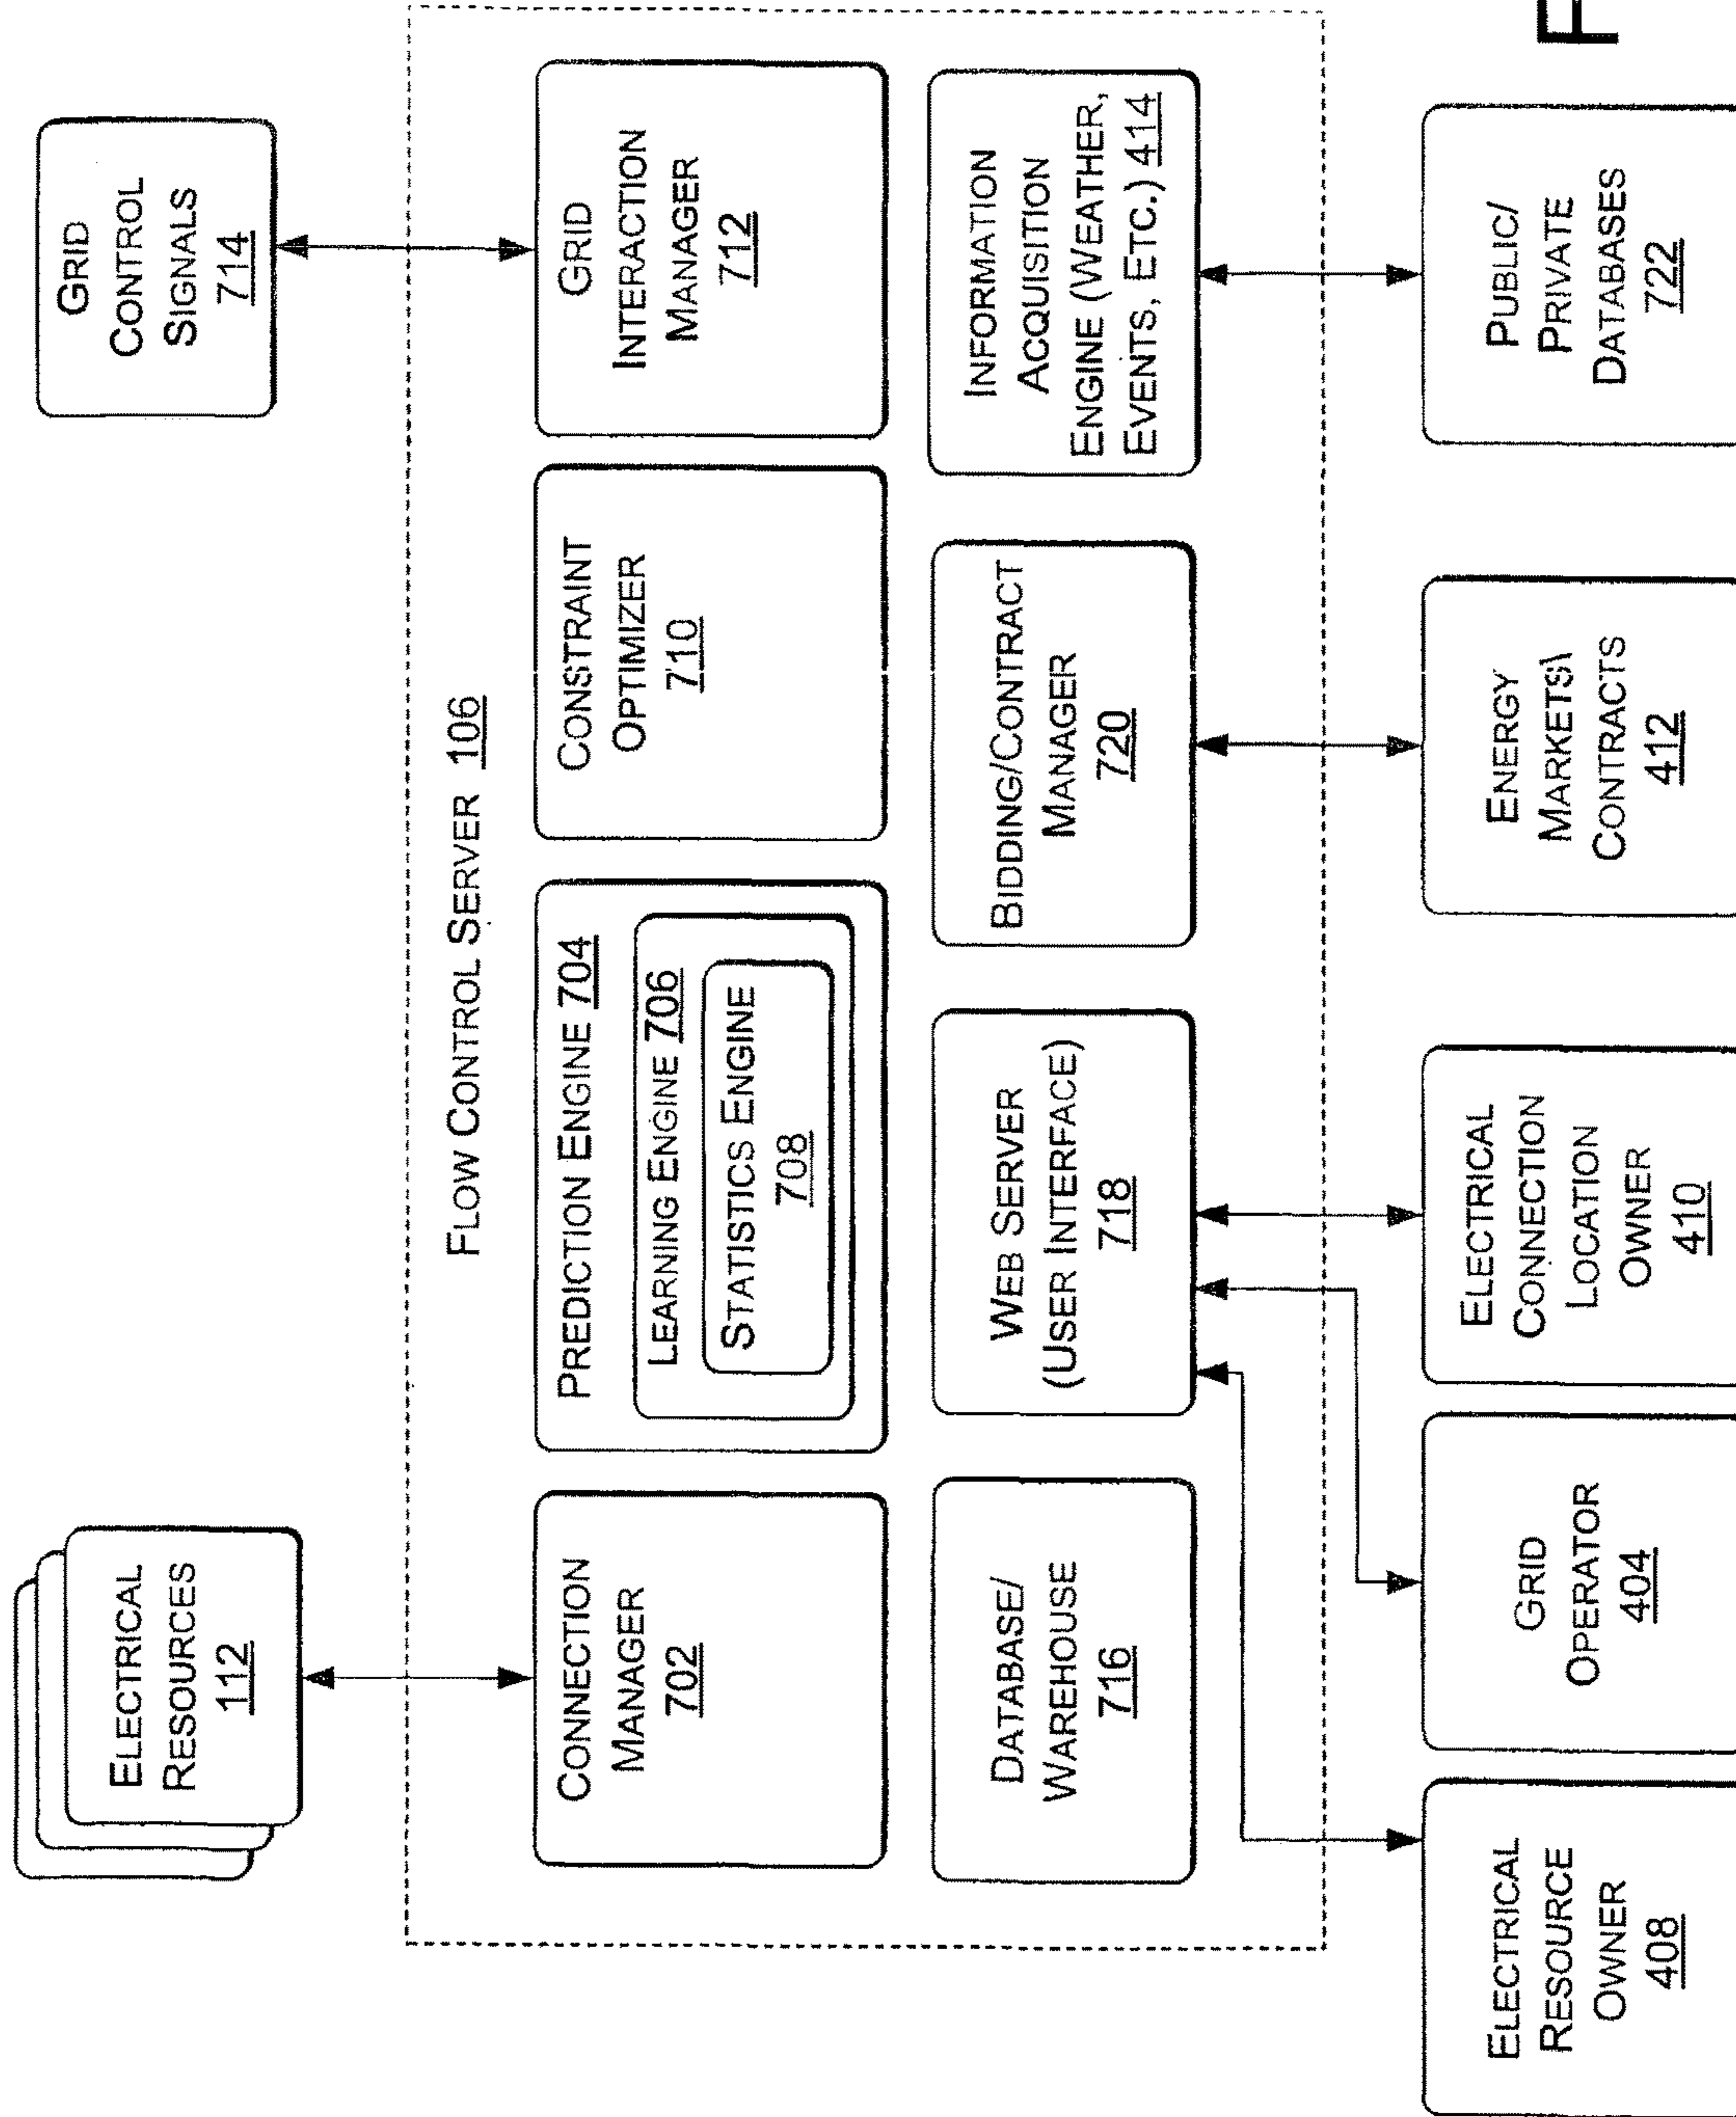 ELECTRICAL
RESOURCES
112
GRID
CONTROL
SIGNALS
714
FLOW CONTROL SERVER 106
CONNECTION
MANAGER
702
PREDICTION ENGINE 704
LEARNING ENGINE 706
STATISTICS ENGINE
708
CONSTRAINT
OPTIMIZER
710
GRID
INTERACTION
MANAGER
712
DATABASE/
WAREHOUSE
716
WEB SERVER
(USER INTERFACE)
718
BIDDING/CONTRACT
MANAGER
720
INFORMATION
ACQUISITION
ENGINE (WEATHER,
EVENTS, ETC.) 414
ELECTRICAL
RESOURCE
OWNER
408
GRID
OPERATOR
404
ELECTRICAL
CONNECTION
LOCATION
OWNER
410
ENERGY
MARKETS\
CONTRACTS
412
PUBLIC/
PRIVATE
DATABASES
722